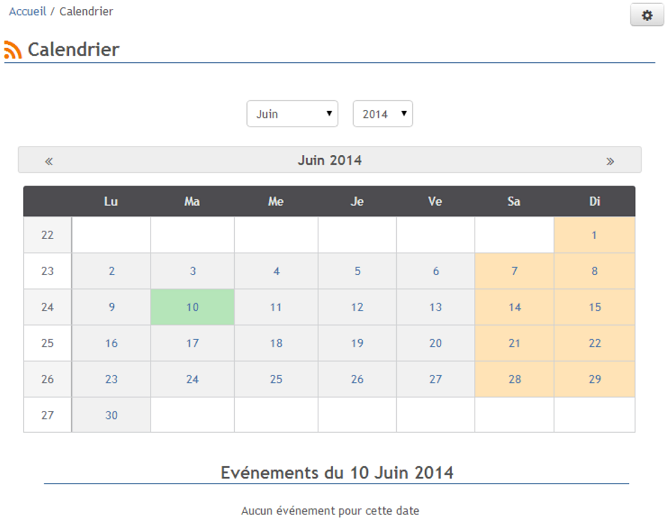 Accueil / Calendrier
Calendrier
Juin 2014
« Juin 2014 »
Lu Ma Me Je Ve Sa Di
22 1
23 2 3 4 5 6 7 8
24 9 10 11 12 13 14 15
25 16 17 18 19 20 21 22
26 23 24 25 26 27 28 29
27 30
Evénements du 10 Juin 2014
Aucun événement pour cette date